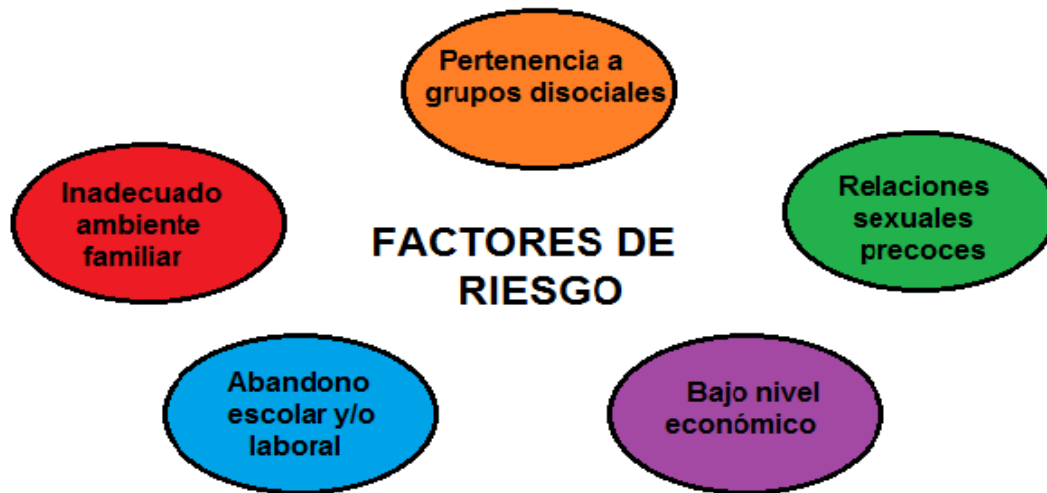 Pertenencia a
grupos disociales
Inadecuado
ambiente
familiar
Relaciones
sexuales
precoces
FACTORES DE
RIESGO
Abandono
escolar y/o
laboral
Bajo nivel
económico